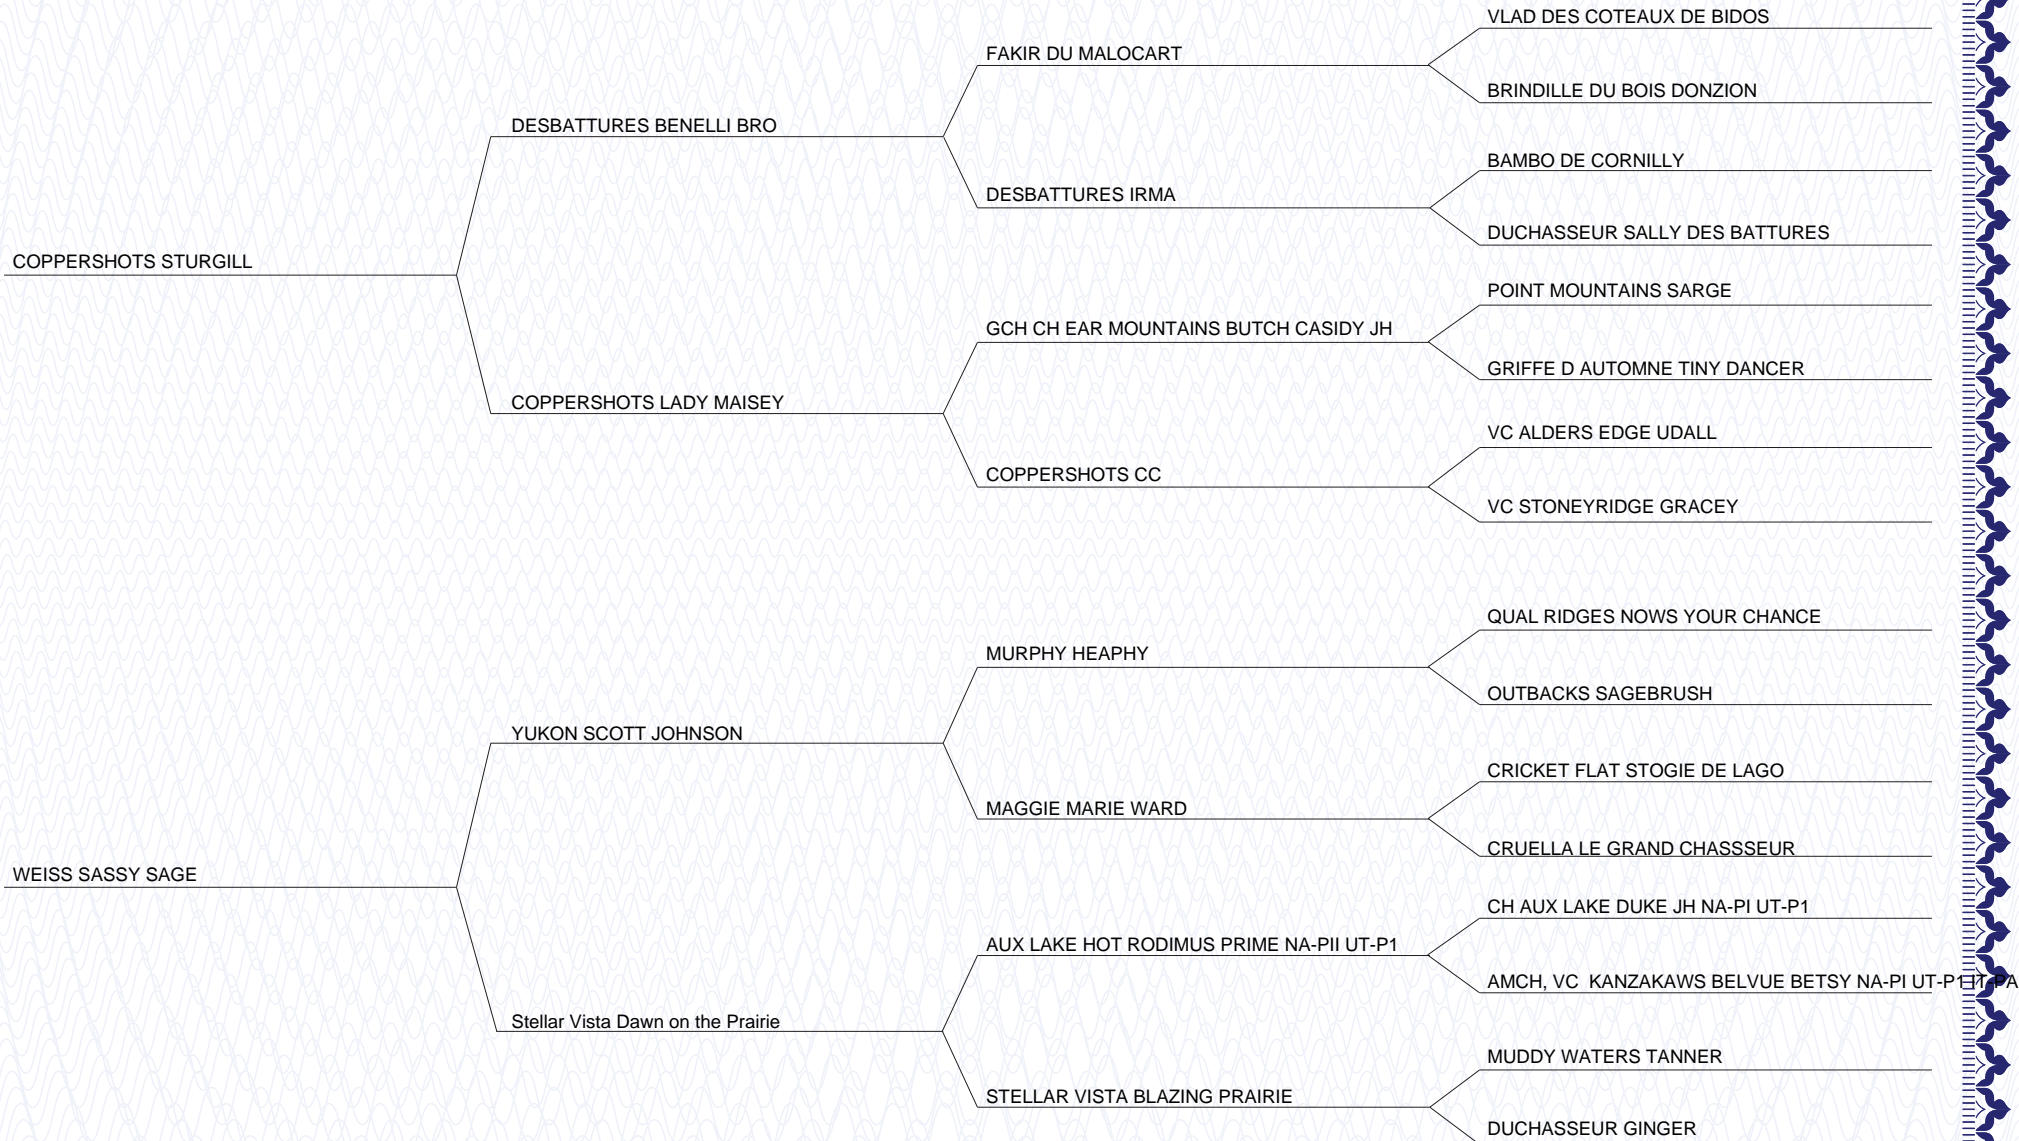 VLAD DES COTEAUX DE BIDOS
FAKIR DU MALOCART
BRINDILLE DU BOIS DONZION
DESBATTURES BENELLI BRO
BAMBO DE CORNILLY
DESBATTURES IRMA
DUCHASSEUR SALLY DES BATTURES
COPPERSHOTS STURGILL
POINT MOUNTAINS SARGE
GCH CH EAR MOUNTAINS BUTCH CASIDY JH
GRIFFE D AUTOMNE TINY DANCER
COPPERSHOTS LADY MAISEY
VC ALDERS EDGE UDALL
COPPERSHOTS CC
VC STONEYRIDGE GRACEY
QUAL RIDGES NOWS YOUR CHANCE
MURPHY HEAPHY
OUTBACKS SAGEBRUSH
YUKON SCOTT JOHNSON
CRICKET FLAT STOGIE DE LAGO
MAGGIE MARIE WARD
CRUELLA LE GRAND CHASSSEUR
WEISS SASSY SAGE
CH AUX LAKE DUKE JH NA-PI UT-P1
AUX LAKE HOT RODIMUS PRIME NA-PII UT-P1
AMCH, VC KANZAKAWS BELVUE BETSY NA-PI UT-P1 IT-PA
Stellar Vista Dawn on the Prairie
MUDDY WATERS TANNER
STELLAR VISTA BLAZING PRAIRIE
DUCHASSEUR GINGER